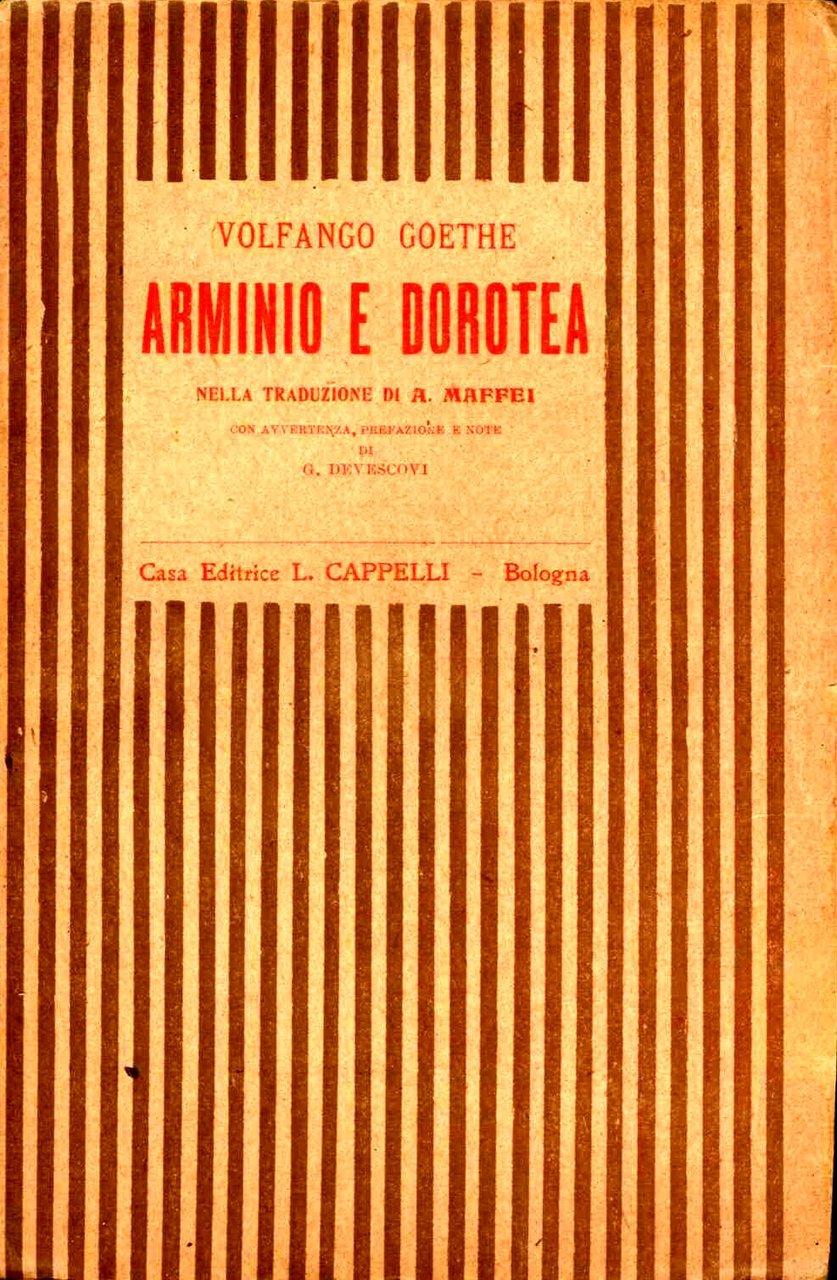 VOLFANGO GOETHE
ARMINIO E DOROTEA
NELLA TRADUZIONE DI A. MAFFEI
CON AVVERTENZA, PREFAZIONE E NOTE
DI
G. DEVESCOVI
Casa Editrice L. CAPPELLI - Bologna